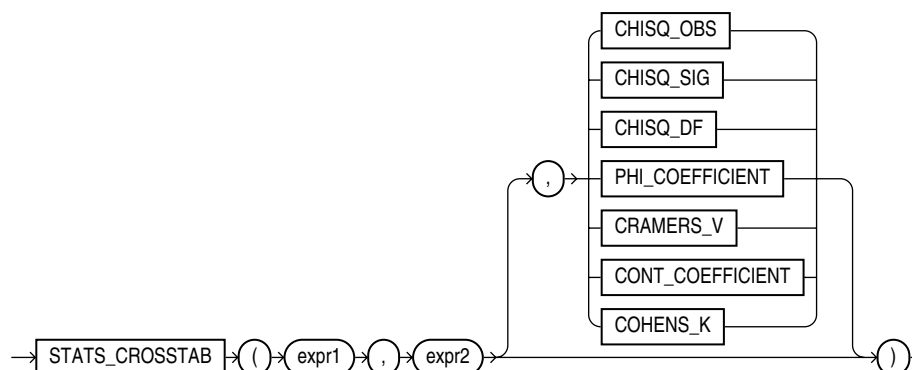 CHISQ_OBS
CHISQ_SIG
CHISQ_DF
, PHI_COEFFICIENT
CRAMERS_V
CONT_COEFFICIENT
COHENS_K
STATS_CROSSTAB ( expr1 , expr2 )